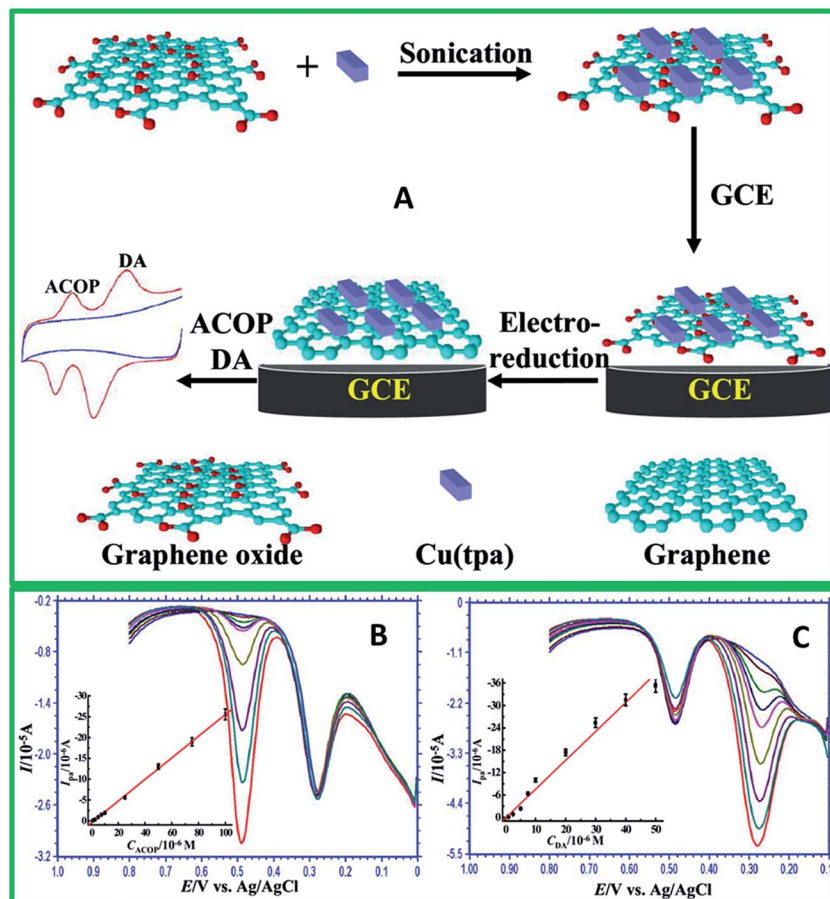 +
Sonication
A
GCE
DA
ACOP
ACOP
DA
Electro-
reduction
GCE
GCE
Graphene oxide
Cu(tpa)
Graphene
B
-0.2
-0.8
-1.4
-2.0
-2.6
-3.2
I/10⁻⁵A
1.0 0.9 0.8 0.7 0.6 0.5 0.4 0.3 0.2 0.1 0
E/V vs. Ag/AgCl
-30
-25
-20
-15
-10
-5
0
Iₚₐ/10⁻⁶A
0 20 40 60 80 100
C_ACOP/10⁻⁶ M
C
0
-1.1
-2.2
-3.3
-4.4
-5.5
I/10⁻⁵A
1.00 0.90 0.80 0.70 0.60 0.50 0.40 0.30 0.20 0.10
E/V vs. Ag/AgCl
-36
-30
-24
-18
-12
-6
0
Iₚₐ/10⁻⁶ A
0 10 20 30 40 50
C_DA/10⁻⁶ M